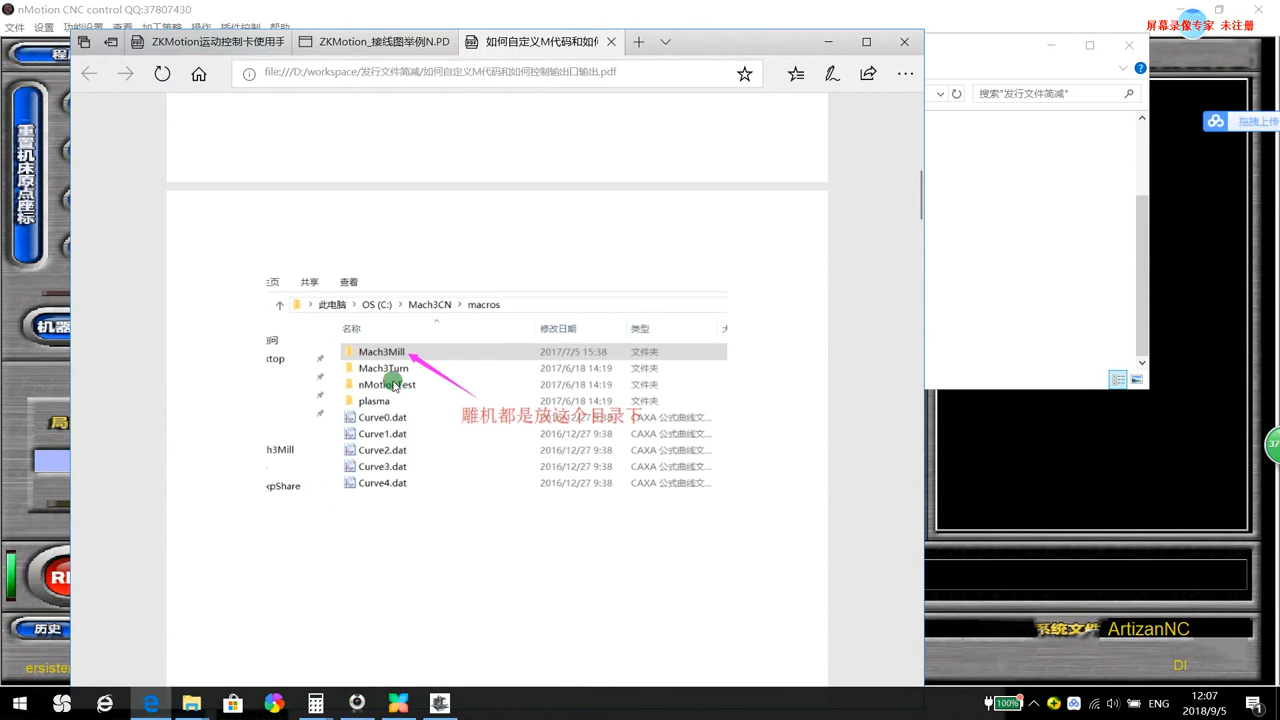 nMotion CNC control QQ:37807430
文件 设置 功能设置 查看 加工策略 操作 插件控制 帮助
屏幕录像专家 未注册
ZKMotion运动控制卡使用手
ZKMotion_接线图举例N.PD
如何自定义M代码和如何
file:///D:/workspace/发行文件简减/如何自定义M代码和如何控制输出口输出.pdf
搜索"发行文件简减"
拖拽上传
重置机床原点座标
共享 查看
此电脑 > OS (C:) > Mach3CN > macros
名称 修改日期 类型
Mach3Mill 2017/7/5 15:38 文件夹
Mach3Turn 2017/6/18 14:19 文件夹
nMotionTest 2017/6/18 14:19 文件夹
plasma 2017/6/18 14:19 文件夹
雕机都是放这个目录下
Curve0.dat 2016/12/27 9:38 CAXA 公式曲线文...
Curve1.dat 2016/12/27 9:38 CAXA 公式曲线文...
Curve2.dat 2016/12/27 9:38 CAXA 公式曲线文...
Curve3.dat 2016/12/27 9:38 CAXA 公式曲线文...
Curve4.dat 2016/12/27 9:38 CAXA 公式曲线文...
h3Mill
xpShare
机器
37
历史
系统文件 ArtizanNC
ersiste
DI
100%
ENG
12:07
2018/9/5
1